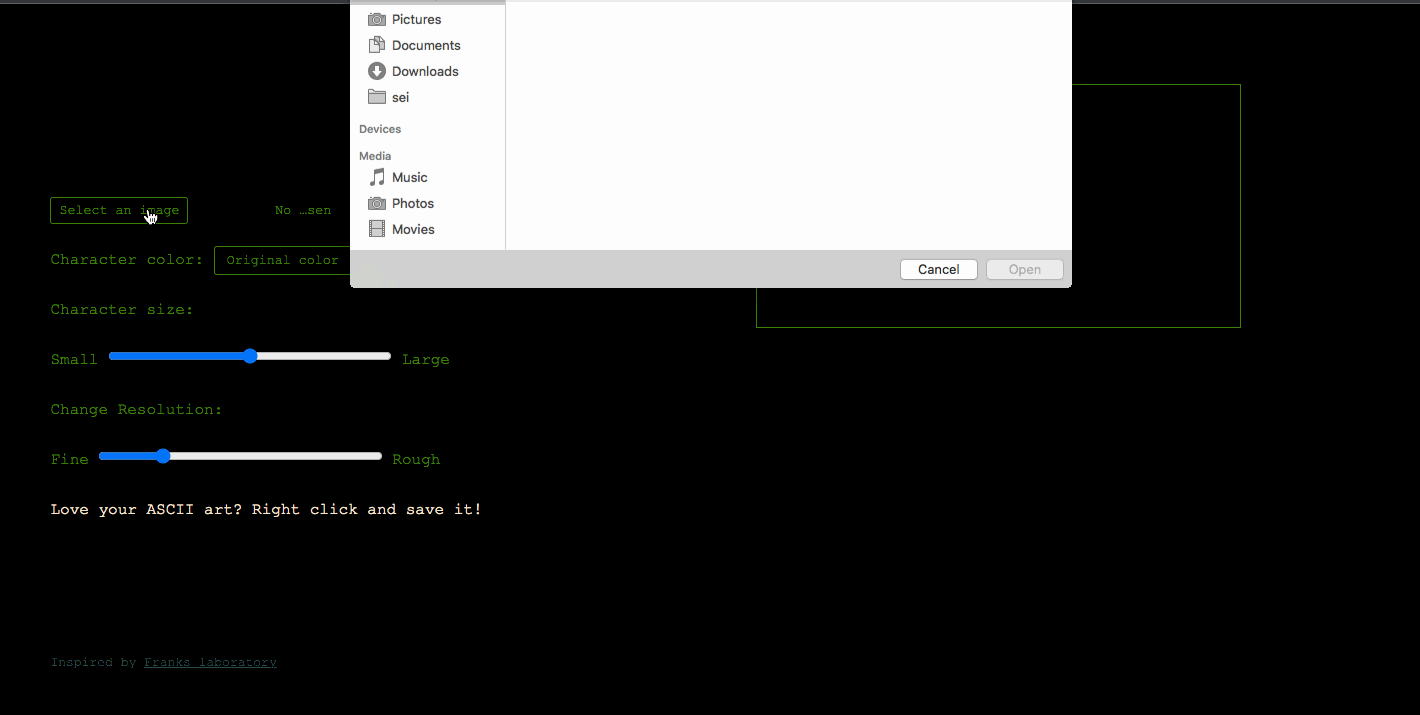 Pictures
Documents
Downloads
sei
Devices
Media
Music
Photos
Movies
Cancel
Open
Select an image
No …sen
Character color:
Original color
Character size:
Small
Large
Change Resolution:
Fine
Rough
Love your ASCII art? Right click and save it!
Inspired by Franks laboratory